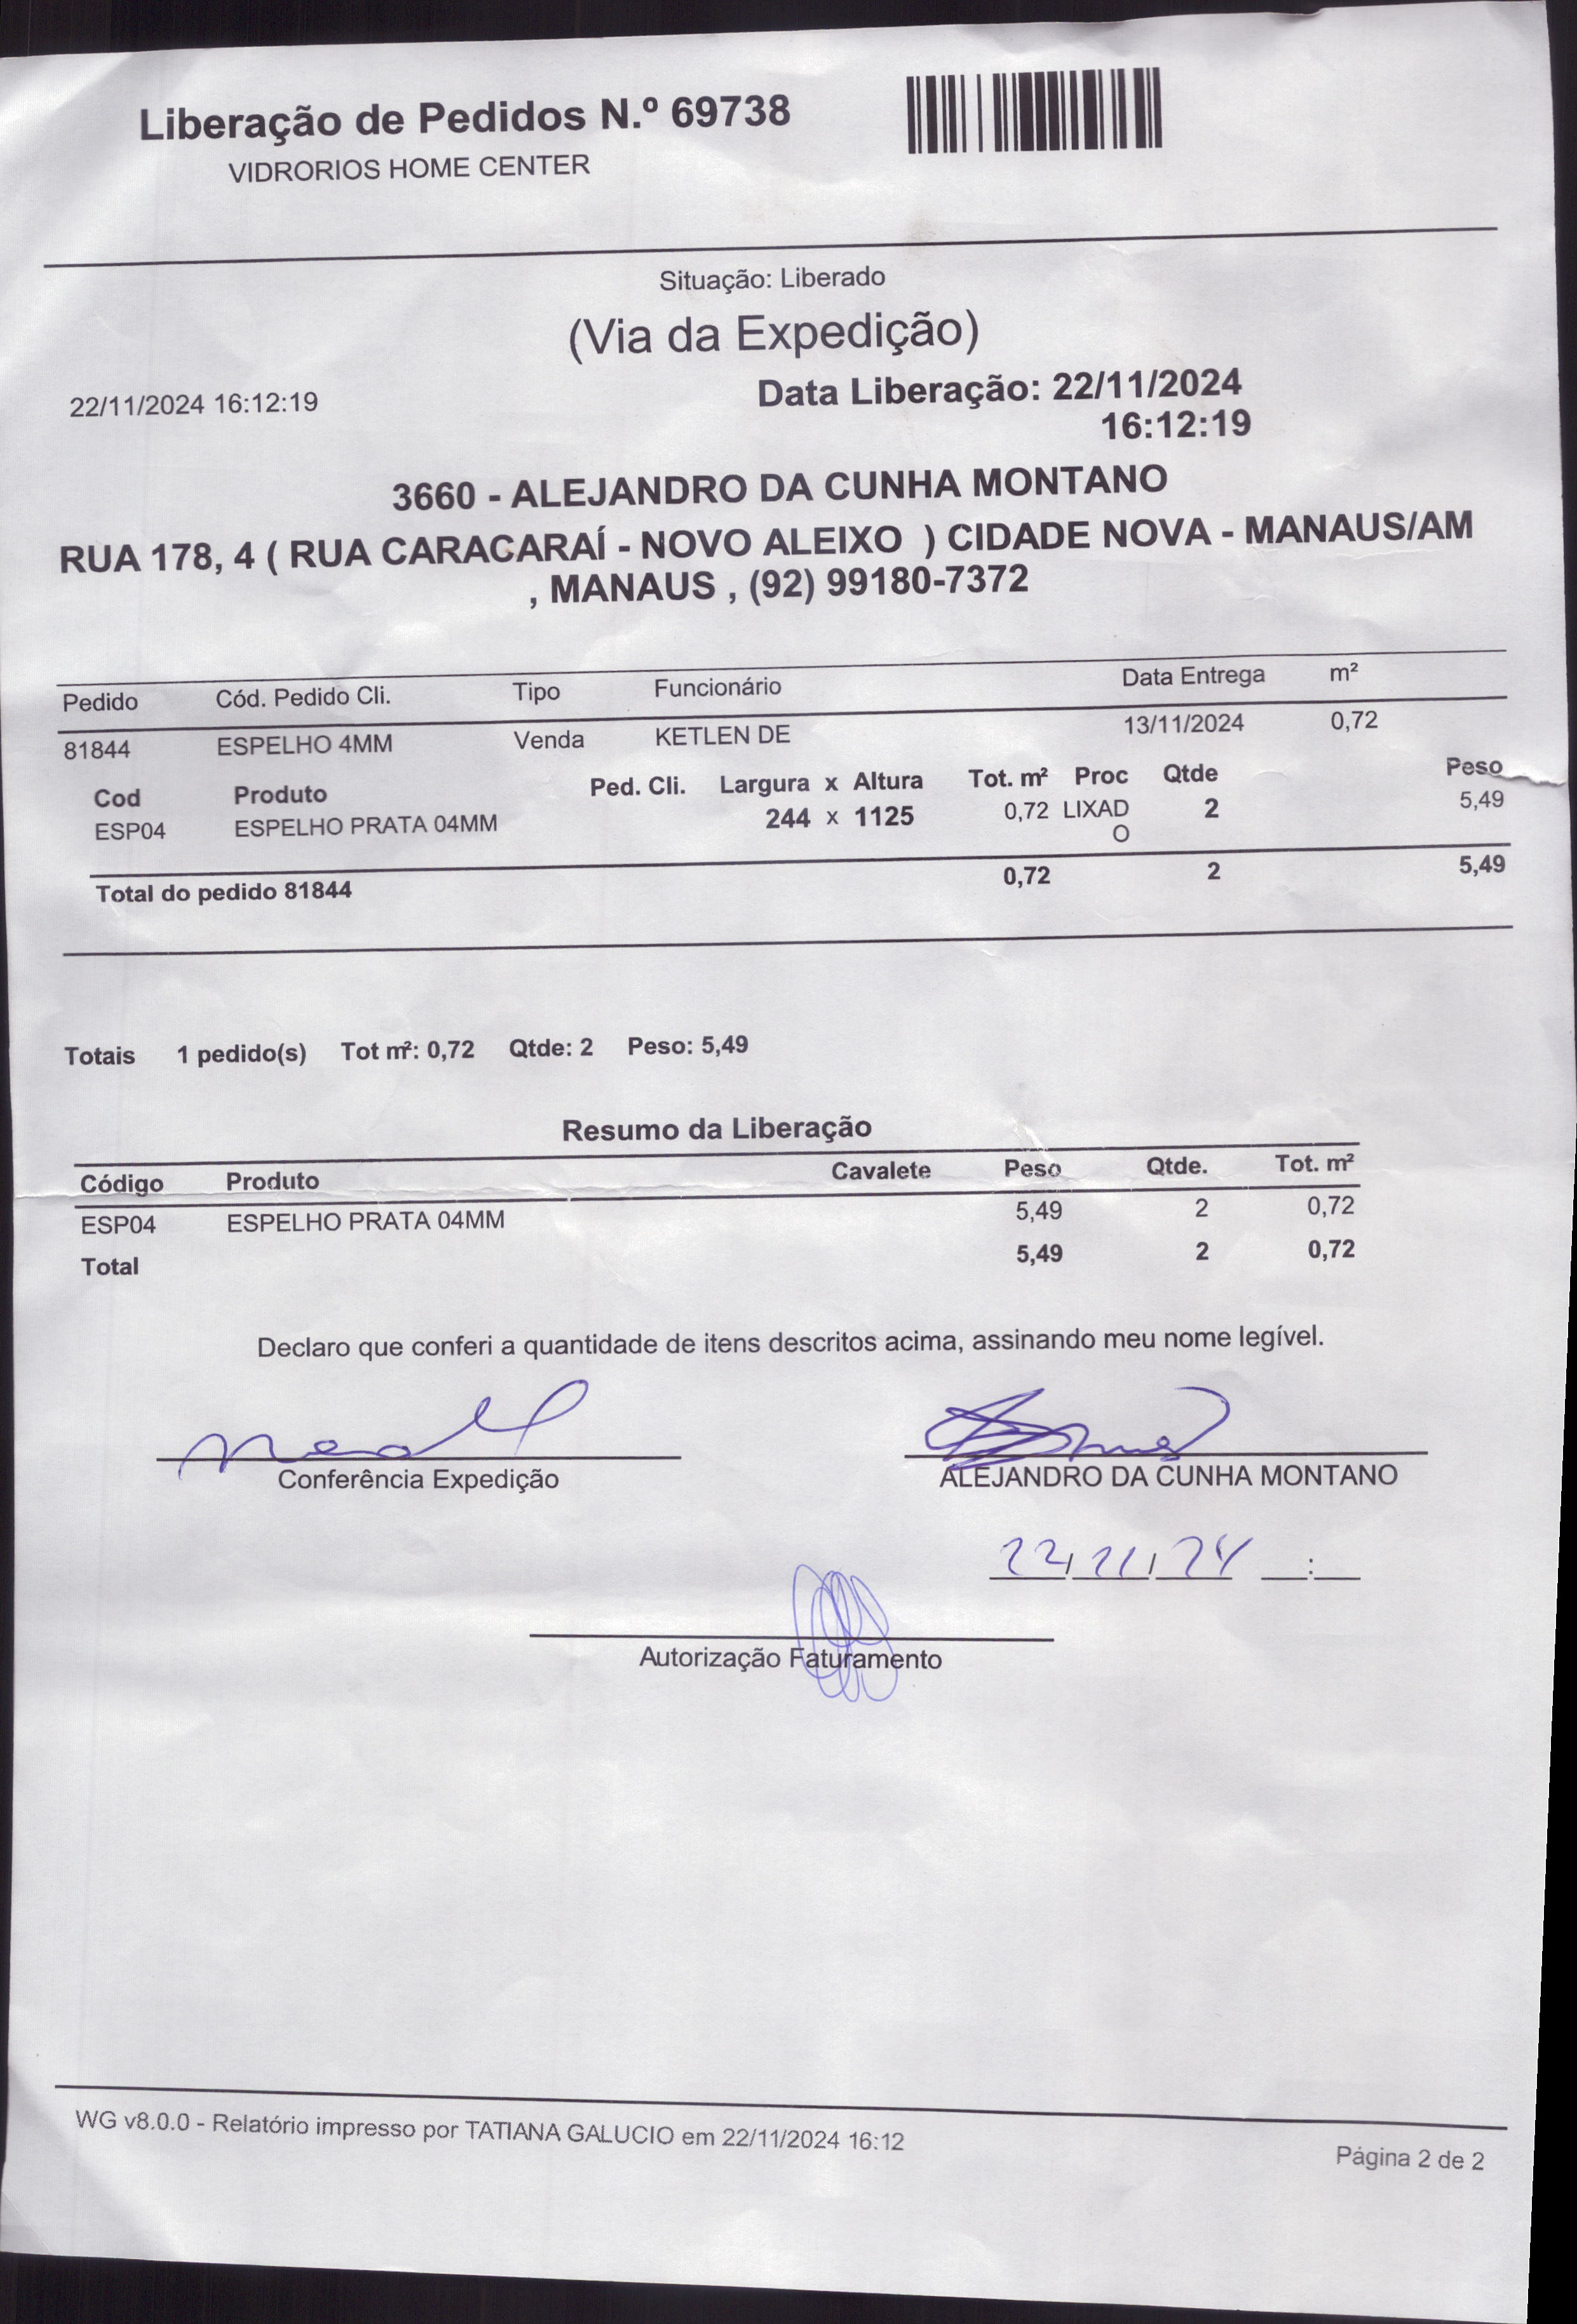 Liberação de Pedidos N.º 69738
VIDRORIOS HOME CENTER
Situação: Liberado
(Via da Expedição)
22/11/2024 16:12:19
Data Liberação: 22/11/2024
16:12:19
3660 - ALEJANDRO DA CUNHA MONTANO
RUA 178, 4 ( RUA CARACARAÍ - NOVO ALEIXO ) CIDADE NOVA - MANAUS/AM
, MANAUS , (92) 99180-7372
Pedido Cód. Pedido Cli. Tipo Funcionário Data Entrega m²
81844 ESPELHO 4MM Venda KETLEN DE 13/11/2024 0,72
Cod Produto Ped. Cli. Largura x Altura Tot. m² Proc Qtde Peso
ESP04 ESPELHO PRATA 04MM 244 x 1125 0,72 LIXAD 2 5,49
O
Total do pedido 81844 0,72 2 5,49
Totais 1 pedido(s) Tot m²: 0,72 Qtde: 2 Peso: 5,49
Resumo da Liberação
Código Produto Cavalete Peso Qtde. Tot. m²
ESP04 ESPELHO PRATA 04MM 5,49 2 0,72
Total 5,49 2 0,72
Declaro que conferi a quantidade de itens descritos acima, assinando meu nome legível.
Conferência Expedição
ALEJANDRO DA CUNHA MONTANO
22/11/24 __:__
Autorização Faturamento
WG v8.0.0 - Relatório impresso por TATIANA GALUCIO em 22/11/2024 16:12
Página 2 de 2